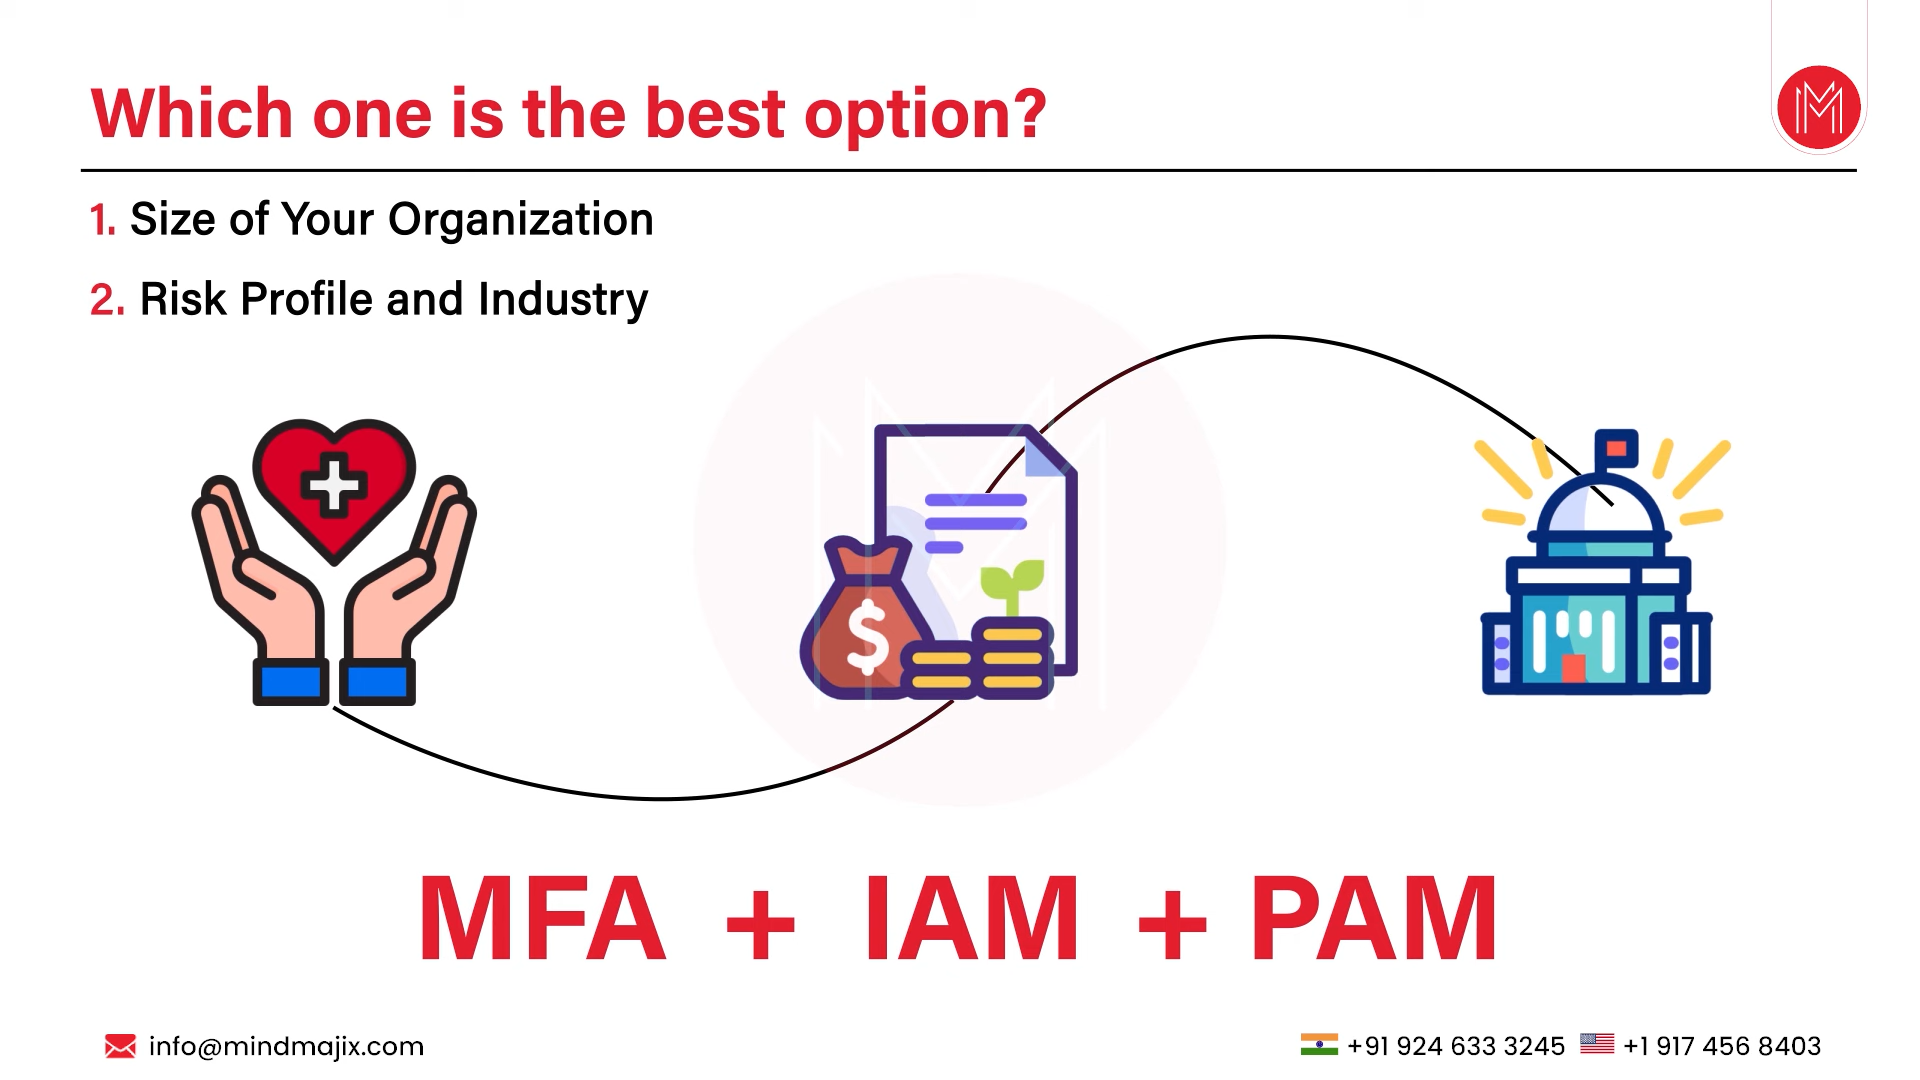 Which one is the best option?
1. Size of Your Organization
2. Risk Profile and Industry
$
MFA + IAM + PAM
info@mindmajix.com
+91 924 633 3245 +1 917 456 8403